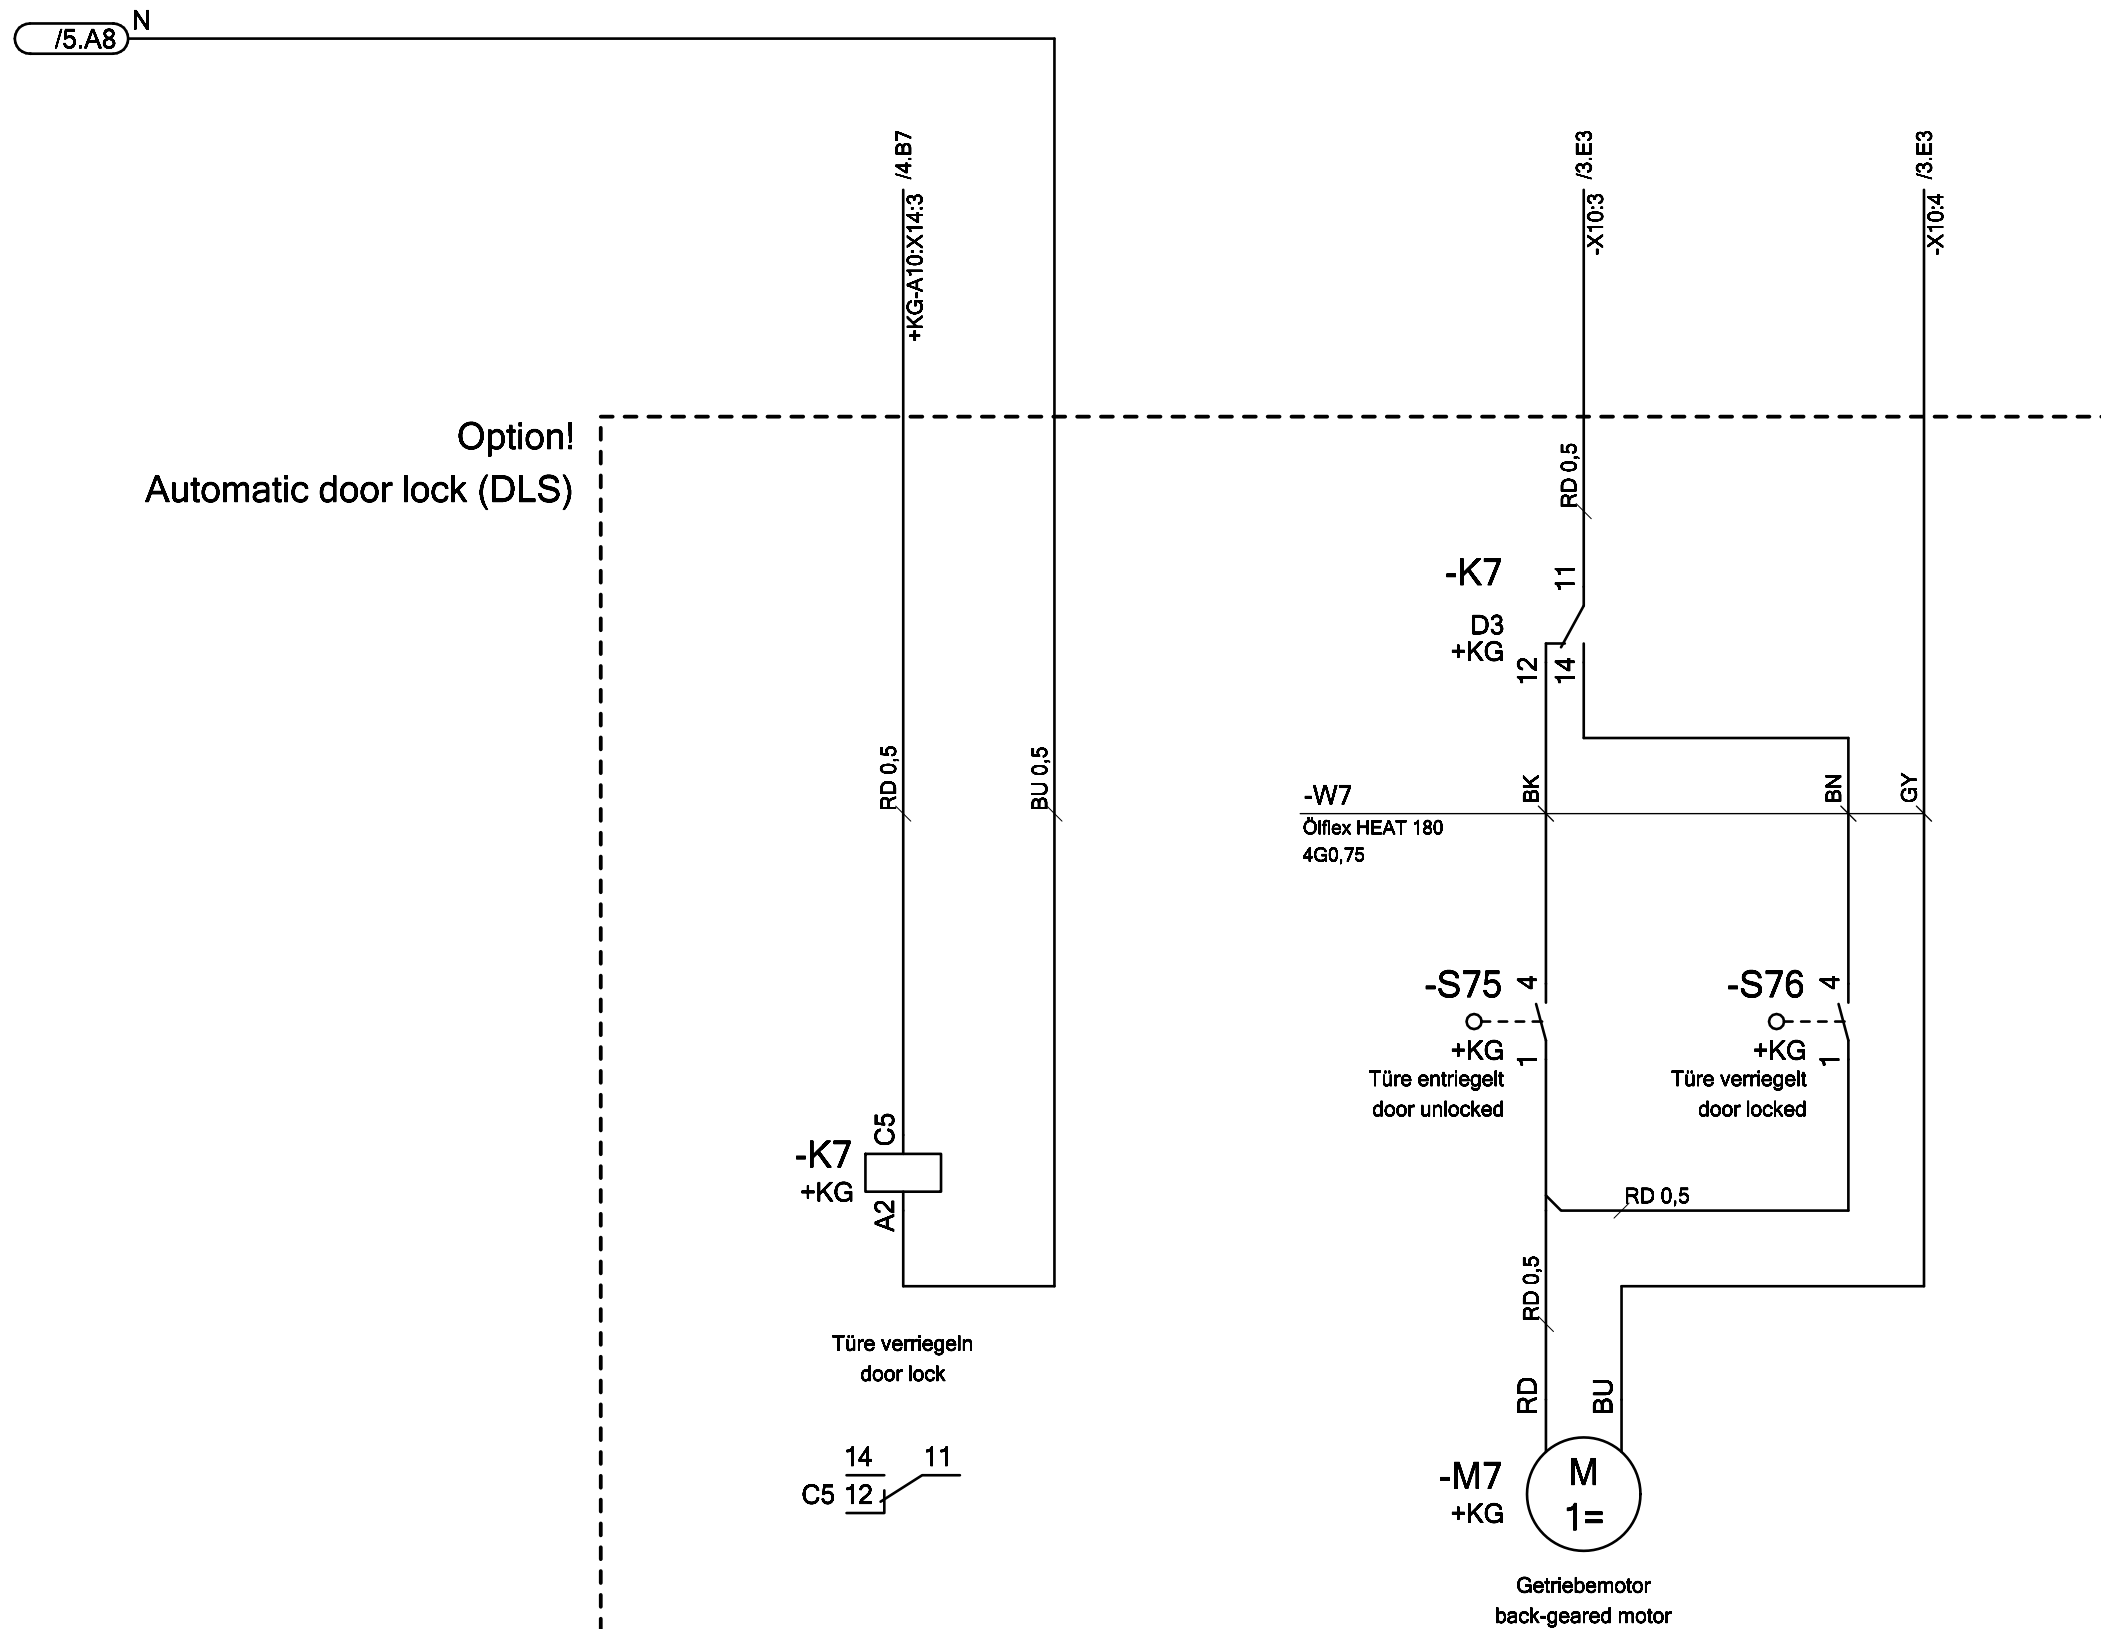 /5.A8
N
/4.B7
+KG-A10:X14:3
/3.E3
-X10:3
/3.E3
-X10:4
Option!
Automatic door lock (DLS)
RD 0,5
-K7
11
D3
+KG
12
14
RD 0,5
BU 0,5
-W7
Ölflex HEAT 180
4G0,75
BK
BN
GY
-S75
4
+KG
1
Türe entriegelt
door unlocked
-S76
4
+KG
1
Türe verriegelt
door locked
-K7
+KG
C5
A2
RD 0,5
RD 0,5
Türe verriegeln
door lock
RD
BU
14
11
C5
12
-M7
+KG
M
1=
Getriebemotor
back-geared motor